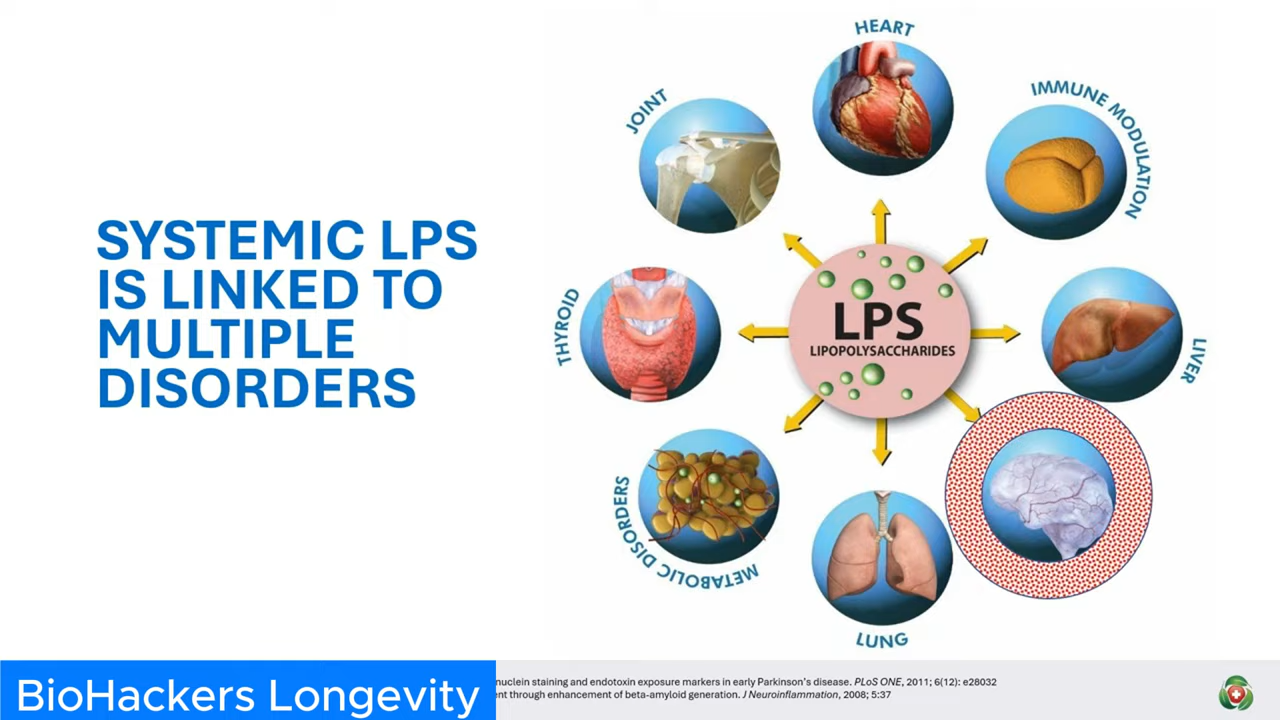 SYSTEMIC LPS
IS LINKED TO
MULTIPLE
DISORDERS
HEART
JOINT
IMMUNE MODULATION
THYROID
LPS
LIPOPOLYSACCHARIDES
LIVER
METABOLIC DISORDERS
LUNG
staining and endotoxin exposure markers in early Parkinson's disease. PLoS ONE, 2011; 6(12): e28032
through enhancement of beta-amyloid generation. J Neuroinflammation, 2008; 5:37
BioHackers Longevity